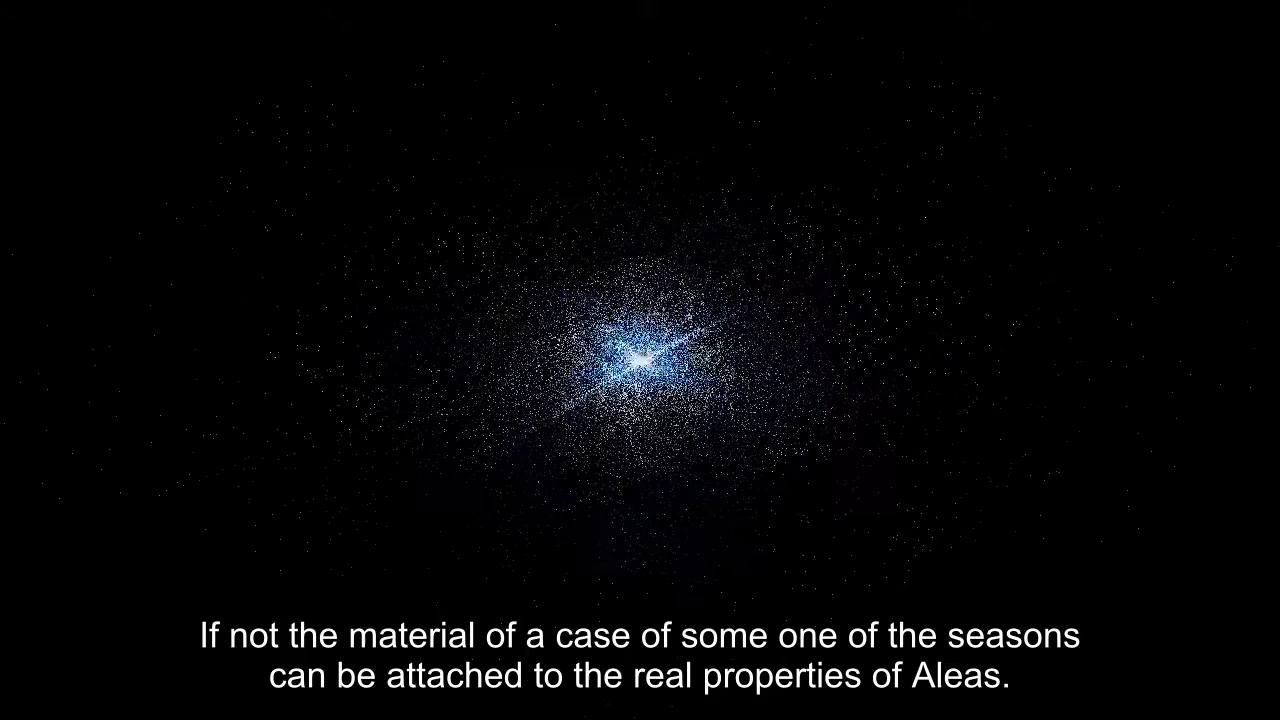 If not the material of a case of some one of the seasons
can be attached to the real properties of Aleas.